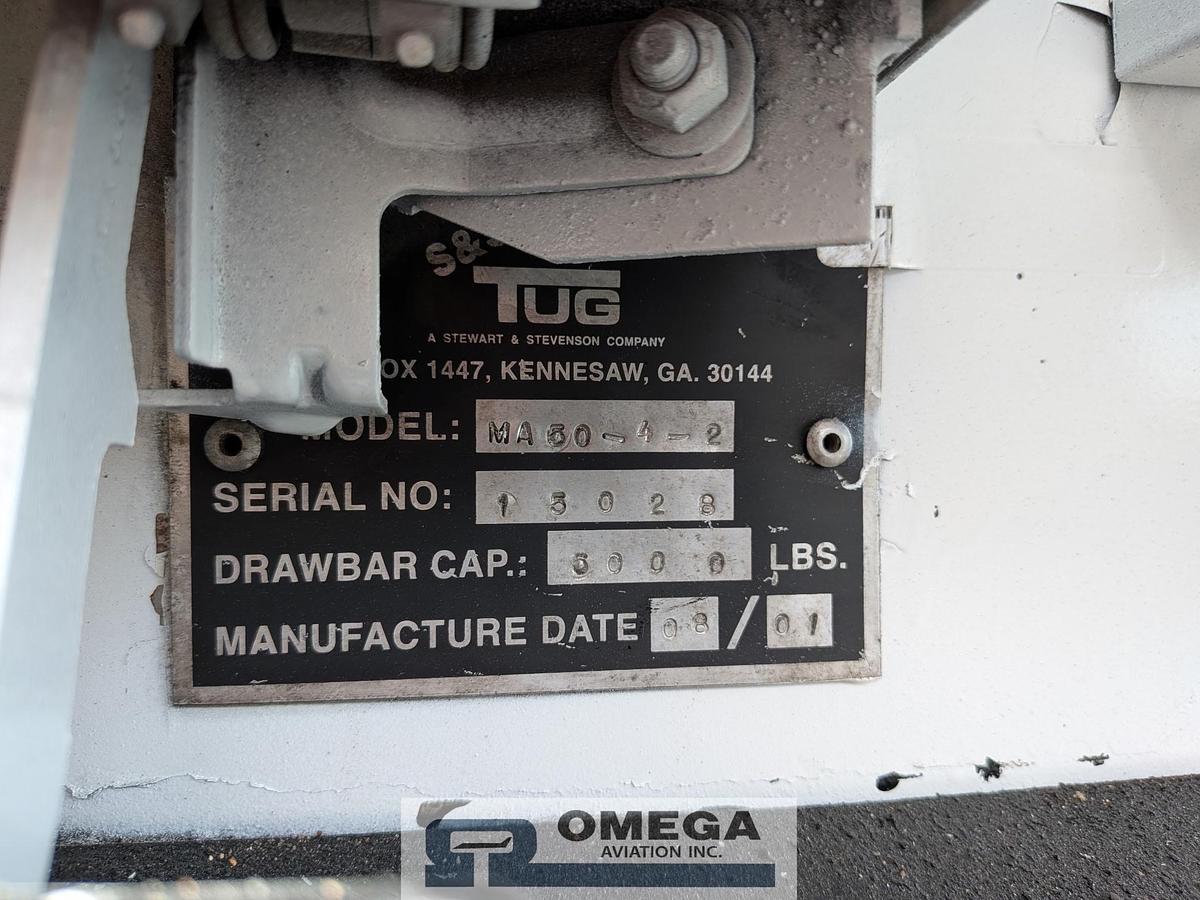 S&S
TUG
A STEWART & STEVENSON COMPANY
OX 1447, KENNESAW, GA. 30144
MODEL: MA50-4-2
SERIAL NO: 15028
DRAWBAR CAP.: 5000 LBS.
MANUFACTURE DATE 08/01
OMEGA
AVIATION INC.